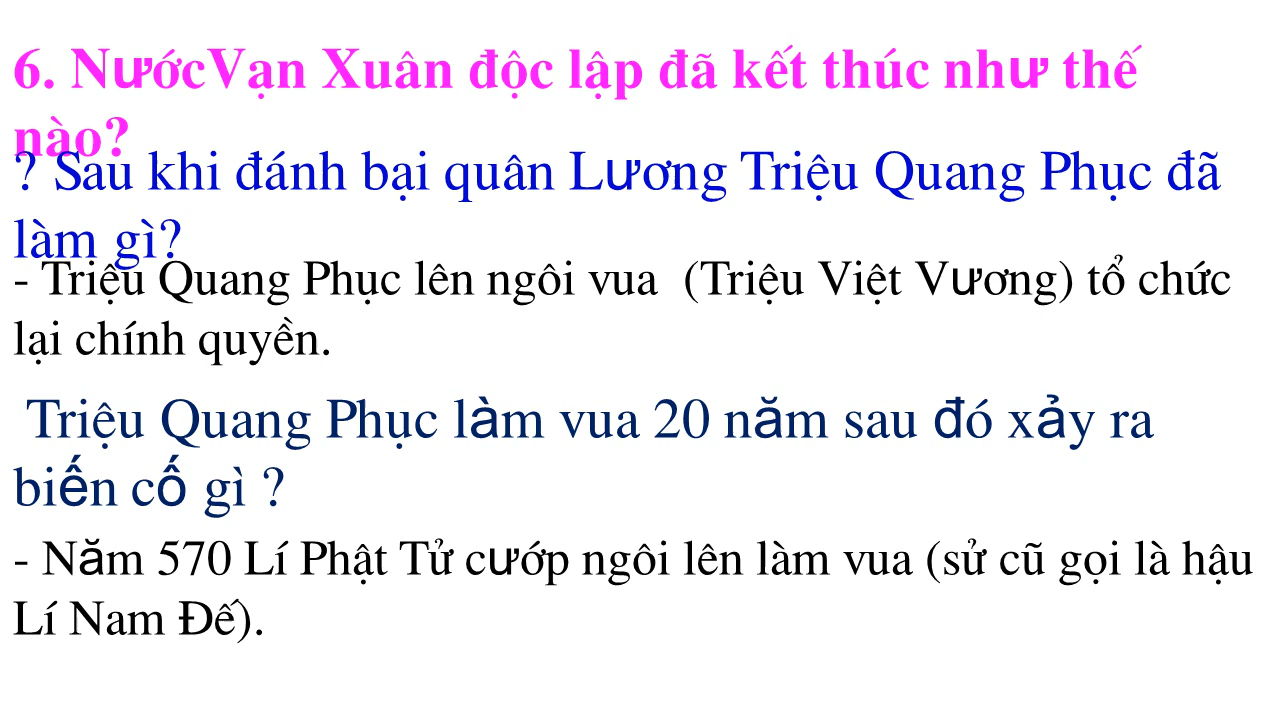 6. NướcVạn Xuân độc lập đã kết thúc như thế
nào?
? Sau khi đánh bại quân Lương Triệu Quang Phục đã
làm gì?
- Triệu Quang Phục lên ngôi vua (Triệu Việt Vương) tổ chức
lại chính quyền.
Triệu Quang Phục làm vua 20 năm sau đó xảy ra
biến cố gì ?
- Năm 570 Lí Phật Tử cướp ngôi lên làm vua (sử cũ gọi là hậu
Lí Nam Đế).